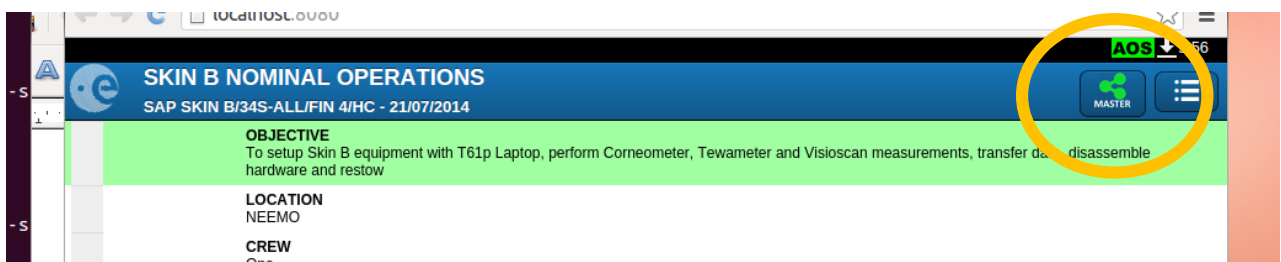 localhost:8080
AOS
SKIN B NOMINAL OPERATIONS
SAP SKIN B/34S-ALL/FIN 4/HC - 21/07/2014
MASTER
OBJECTIVE
To setup Skin B equipment with T61p Laptop, perform Corneometer, Tewameter and Visioscan measurements, transfer disassemble
hardware and restow
LOCATION
NEEMO
CREW
-s
-s